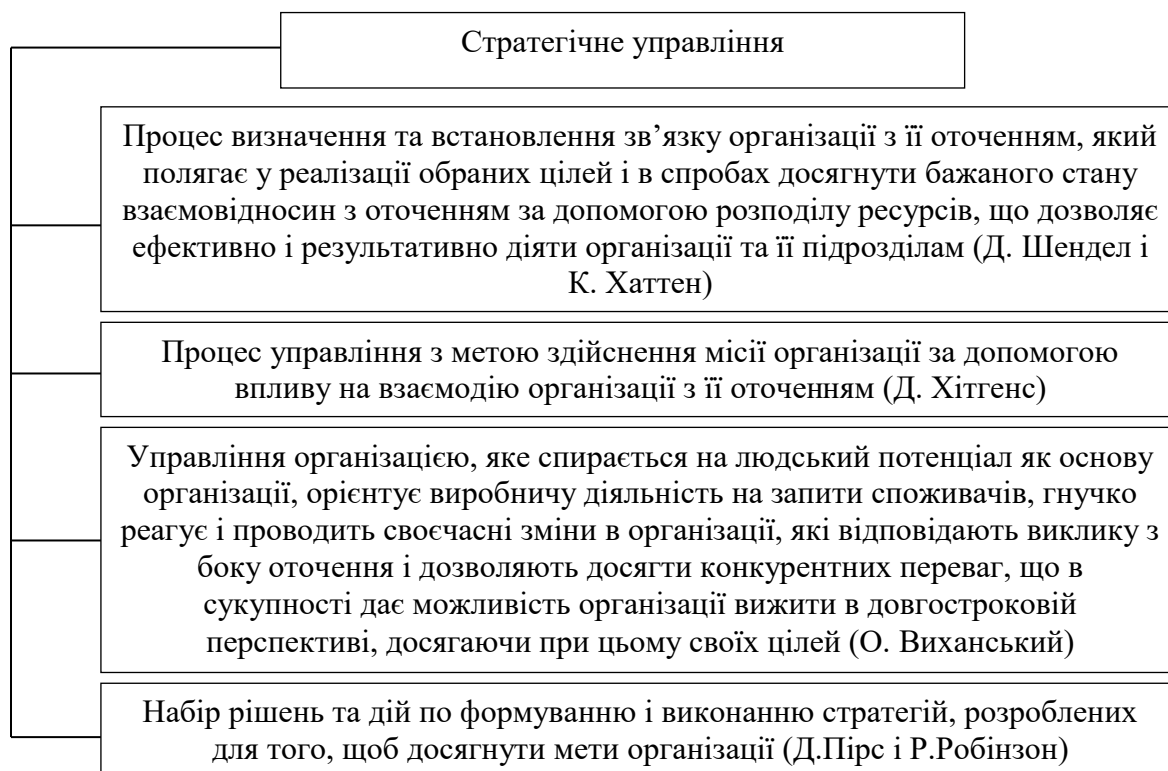 Стратегічне управління
Процес визначення та встановлення зв’язку організації з її оточенням, який
полягає у реалізації обраних цілей і в спробах досягнути бажаного стану
взаємовідносин з оточенням за допомогою розподілу ресурсів, що дозволяє
ефективно і результативно діяти організації та її підрозділам (Д. Шендел і
К. Хаттен)
Процес управління з метою здійснення місії організації за допомогою
впливу на взаємодію організації з її оточенням (Д. Хітгенс)
Управління організацією, яке спирається на людський потенціал як основу
організації, орієнтує виробничу діяльність на запити споживачів, гнучко
реагує і проводить своєчасні зміни в організації, які відповідають виклику з
боку оточення і дозволяють досягти конкурентних переваг, що в
сукупності дає можливість організації вижити в довгостроковій
перспективі, досягаючи при цьому своїх цілей (О. Виханський)
Набір рішень та дій по формуванню і виконанню стратегій, розроблених
для того, щоб досягнути мети організації (Д.Пірс і Р.Робінзон)